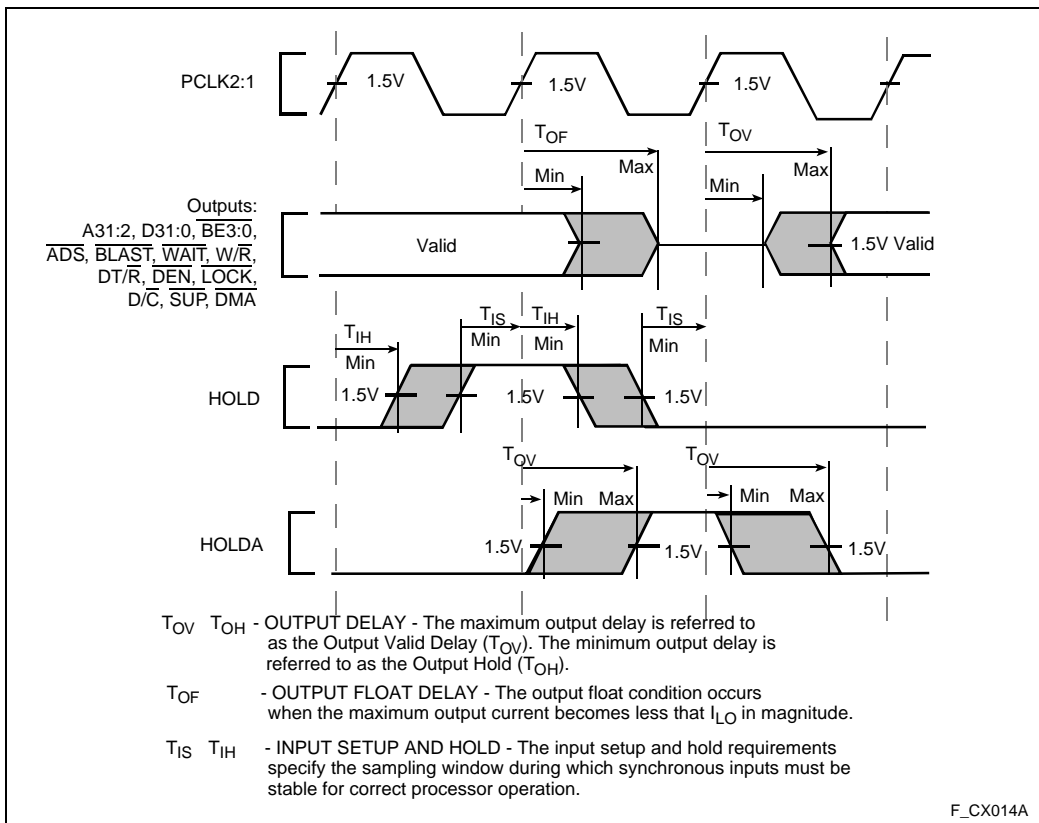 PCLK2:1
1.5V 1.5V 1.5V
TOF TOV
Min Max Min Max
Outputs:
A31:2, D31:0, BE3:0,
ADS, BLAST, WAIT, W/R,
DT/R, DEN, LOCK,
D/C, SUP, DMA
Valid 1.5V Valid
TIH TIS TIH TIS
Min Min Min Min
HOLD
1.5V 1.5V 1.5V
TOV TOV
Min Max Min Max
HOLDA
1.5V 1.5V 1.5V
TOV TOH - OUTPUT DELAY - The maximum output delay is referred to
as the Output Valid Delay (TOV). The minimum output delay is
referred to as the Output Hold (TOH).
TOF - OUTPUT FLOAT DELAY - The output float condition occurs
when the maximum output current becomes less that ILO in magnitude.
TIS TIH - INPUT SETUP AND HOLD - The input setup and hold requirements
specify the sampling window during which synchronous inputs must be
stable for correct processor operation.
F_CX014A